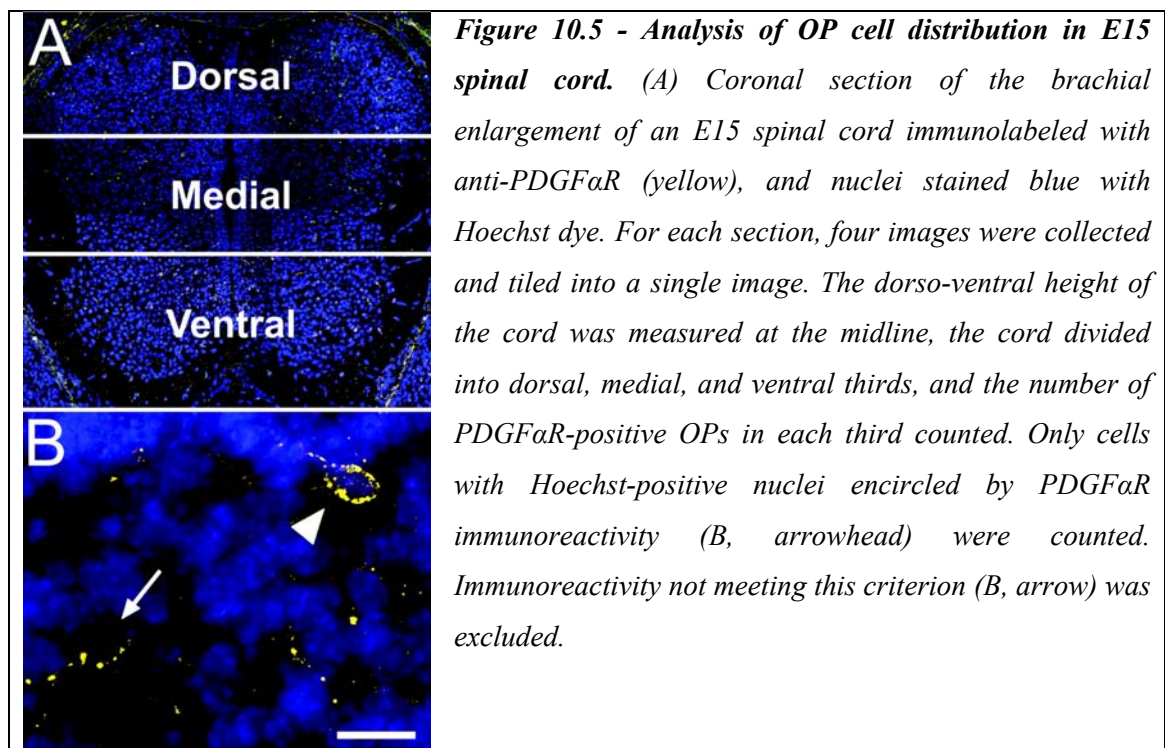 A
Dorsal
Medial
Ventral
B
Figure 10.5 - Analysis of OP cell distribution in E15
spinal cord. (A) Coronal section of the brachial
enlargement of an E15 spinal cord immunolabeled with
anti-PDGFαR (yellow), and nuclei stained blue with
Hoechst dye. For each section, four images were collected
and tiled into a single image. The dorso-ventral height of
the cord was measured at the midline, the cord divided
into dorsal, medial, and ventral thirds, and the number of
PDGFαR-positive OPs in each third counted. Only cells
with Hoechst-positive nuclei encircled by PDGFαR
immunoreactivity (B, arrowhead) were counted.
Immunoreactivity not meeting this criterion (B, arrow) was
excluded.